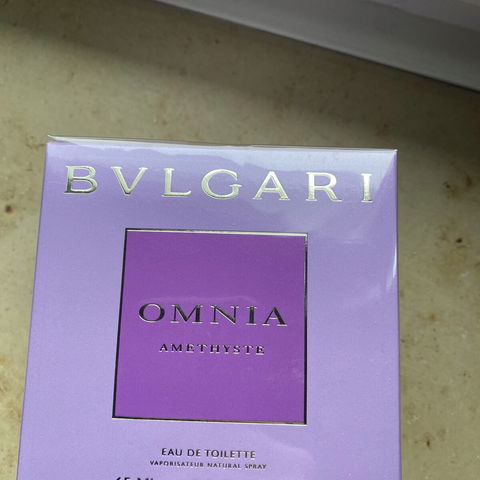 BVLGARI
OMNIA
AMETHYSTE
EAU DE TOILETTE
VAPORISATEUR NATURAL SPRAY